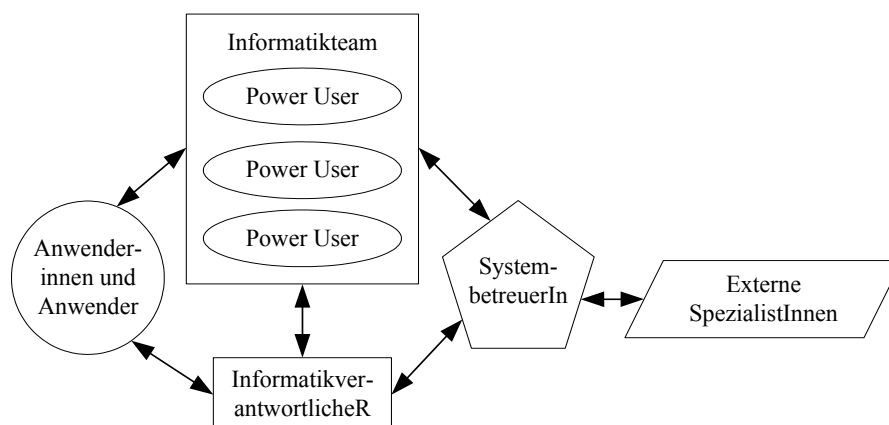 Informatikteam
Power User
Power User
Power User
Anwender-
innen und
Anwender
System-
betreuerIn
Externe
SpezialistInnen
Informatikver-
antwortlicheR